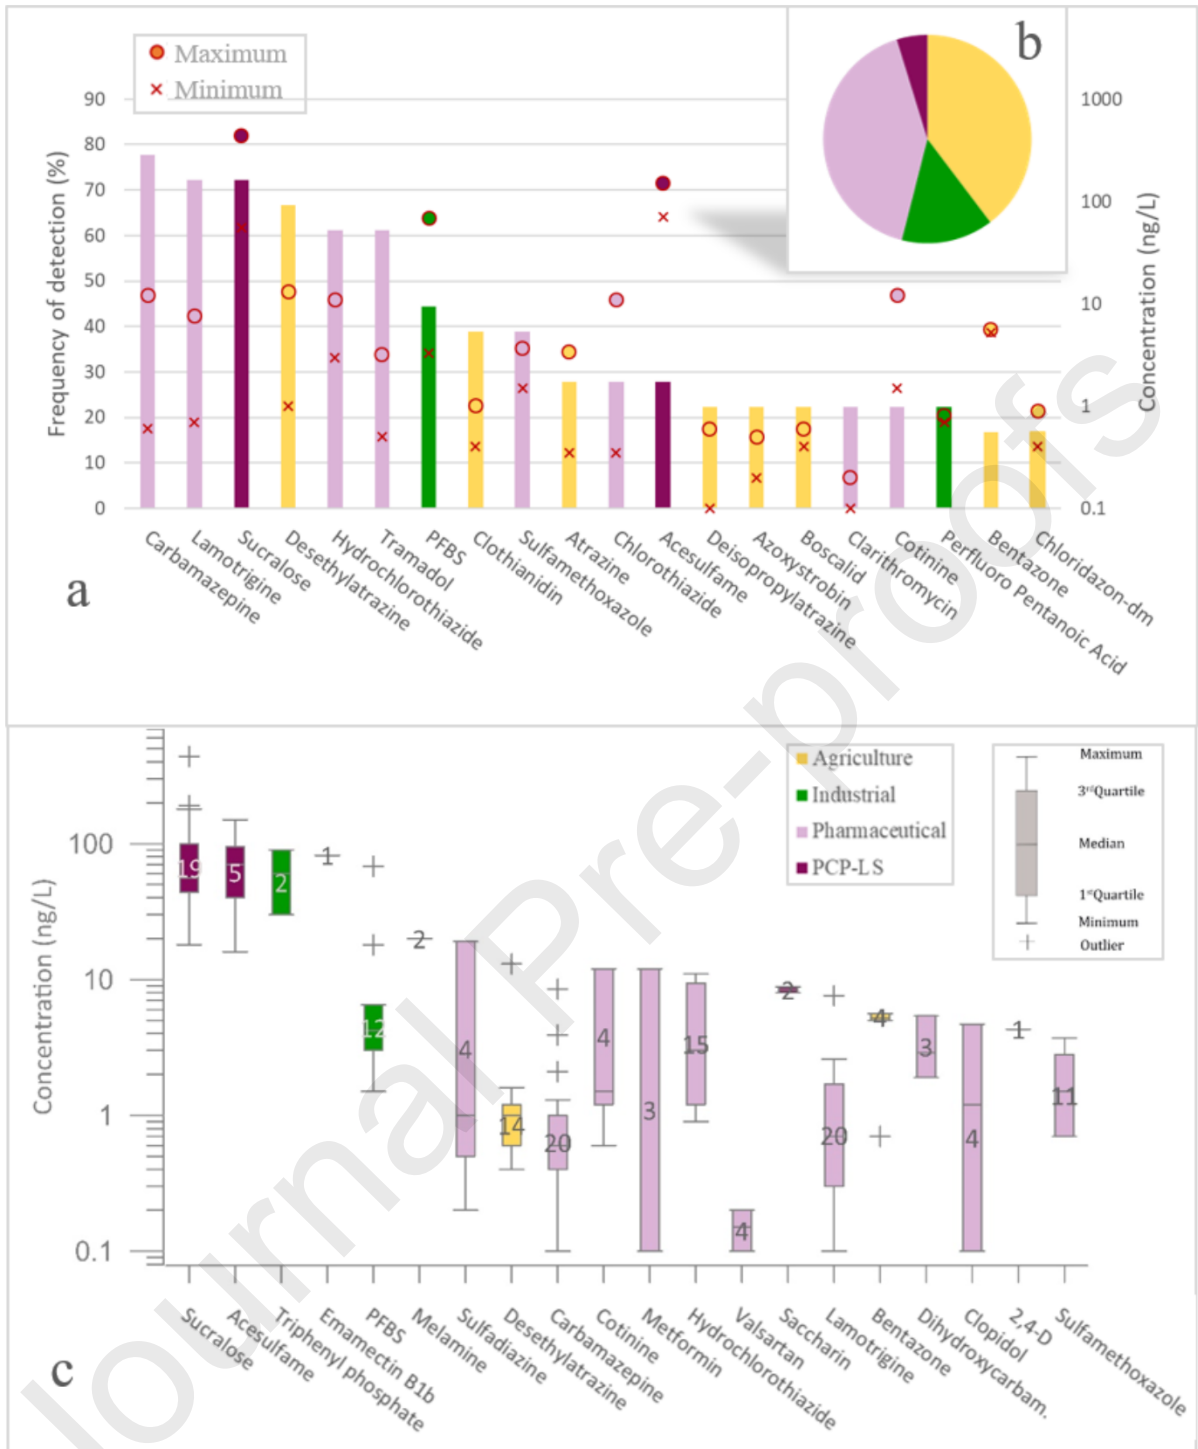 Maximum
Minimum
b
Frequency of detection (%)
90
80
70
60
50
40
30
20
10
0
1000
100
10
1
0.1
Concentration (ng/L)
Carbamazepine
Lamotrigine
Sucralose
Desethylatrazine
Hydrochlorothiazide
Tramadol
PFBS
Clothianidin
Sulfamethoxazole
Atrazine
Chlorothiazide
Acesulfame
Deisopropylatrazine
Azoxystrobin
Boscalid
Clarithromycin
Cotinine
Perfluoro Pentanoic Acid
Bentazone
Chloridazon-dm
a
Agriculture
Industrial
Pharmaceutical
PCP-LS
Maximum
3rdQuartile
Median
1stQuartile
Minimum
Outlier
Concentration (ng/L)
100
10
1
0.1
19
5
2
1
12
2
4
14
20
4
3
15
4
2
20
4
3
4
1
11
Sucralose
Acesulfame
Triphenyl phosphate
Emamectin B1b
PFBS
Melamine
Sulfadiazine
Desethylatrazine
Carbamazepine
Cotinine
Metformin
Hydrochlorothiazide
Valsartan
Saccharin
Lamotrigine
Bentazone
Dihydroxycarbam.
Clopidol
2,4-D
Sulfamethoxazole
c
Journal Pre-proofs